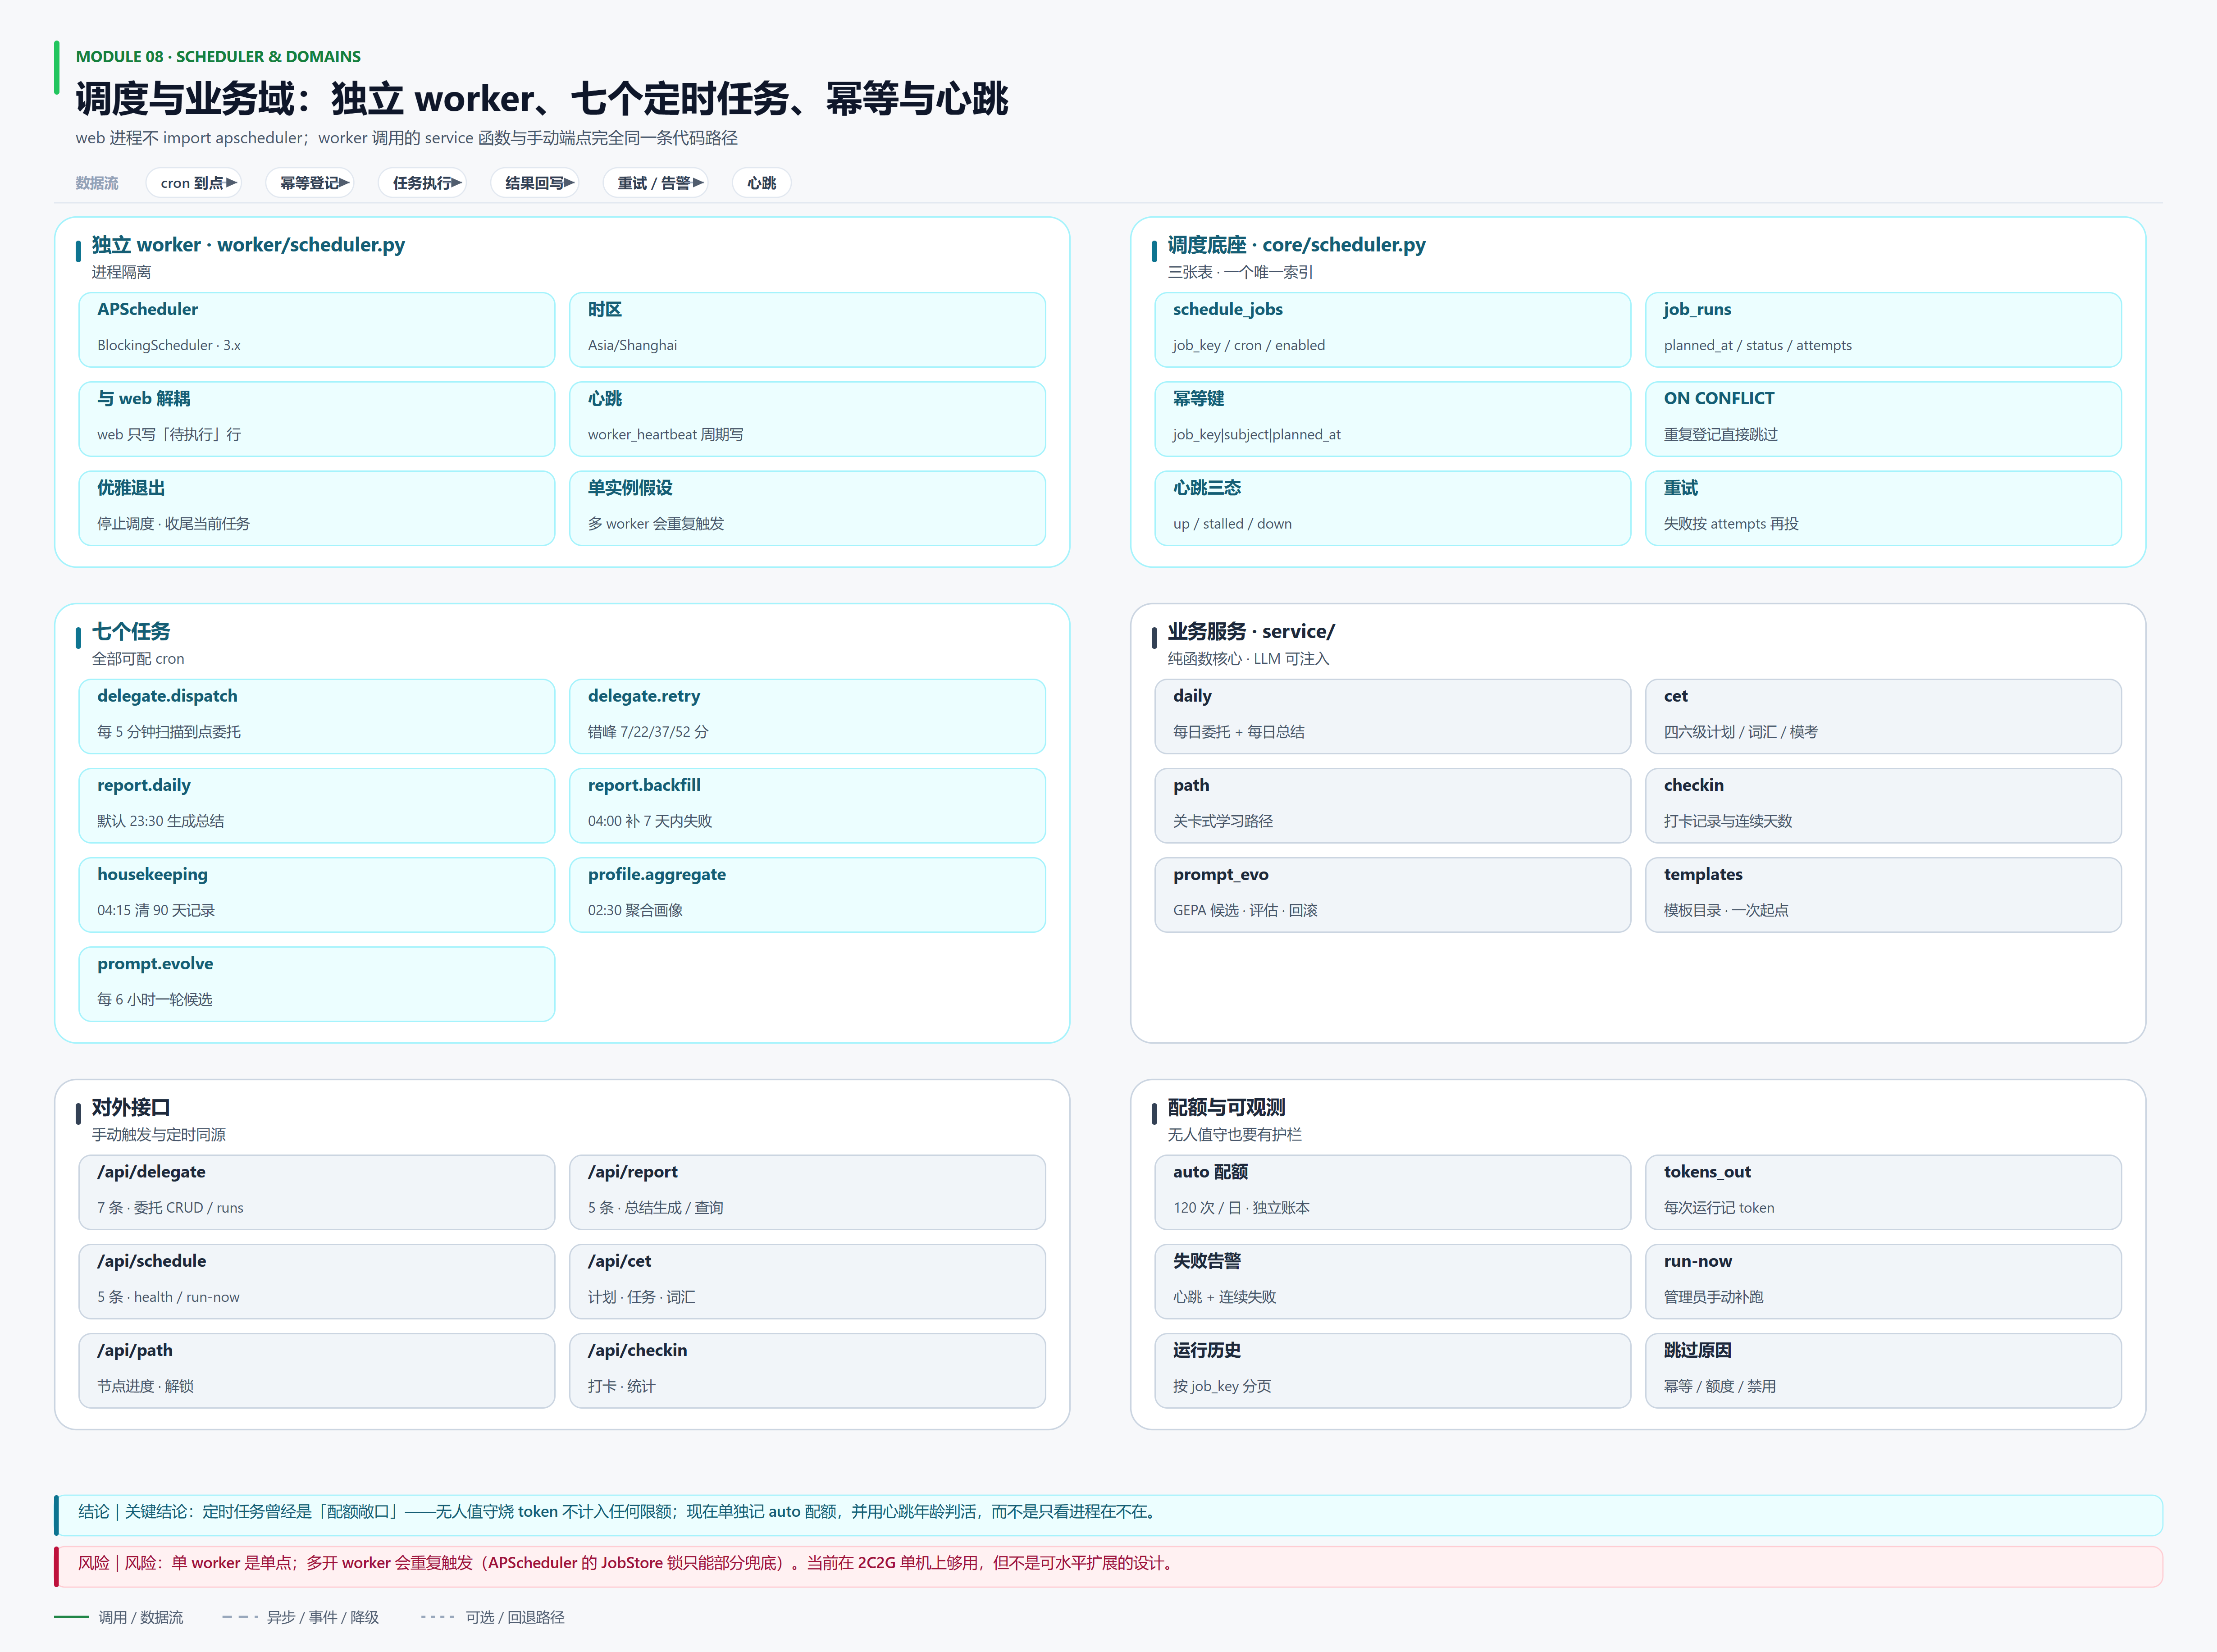 MODULE 08 · SCHEDULER & DOMAINS
调度与业务域：独立 worker、七个定时任务、幂等与心跳
web 进程不 import apscheduler；worker 调用的 service 函数与手动端点完全同一条代码路径
数据流 cron 到点 幂等登记 任务执行 结果回写 重试 / 告警 心跳
独立 worker · worker/scheduler.py
进程隔离
APScheduler
BlockingScheduler · 3.x
时区
Asia/Shanghai
与 web 解耦
web 只写「待执行」行
心跳
worker_heartbeat 周期写
优雅退出
停止调度 · 收尾当前任务
单实例假设
多 worker 会重复触发
调度底座 · core/scheduler.py
三张表 · 一个唯一索引
schedule_jobs
job_key / cron / enabled
job_runs
planned_at / status / attempts
幂等键
job_key|subject|planned_at
ON CONFLICT
重复登记直接跳过
心跳三态
up / stalled / down
重试
失败按 attempts 再投
七个任务
全部可配 cron
delegate.dispatch
每 5 分钟扫描到点委托
delegate.retry
错峰 7/22/37/52 分
report.daily
默认 23:30 生成总结
report.backfill
04:00 补 7 天内失败
housekeeping
04:15 清 90 天记录
profile.aggregate
02:30 聚合画像
prompt.evolve
每 6 小时一轮候选
业务服务 · service/
纯函数核心 · LLM 可注入
daily
每日委托 + 每日总结
cet
四六级计划 / 词汇 / 模考
path
关卡式学习路径
checkin
打卡记录与连续天数
prompt_evo
GEPA 候选 · 评估 · 回滚
templates
模板目录 · 一次起点
对外接口
手动触发与定时同源
/api/delegate
7 条 · 委托 CRUD / runs
/api/report
5 条 · 总结生成 / 查询
/api/schedule
5 条 · health / run-now
/api/cet
计划 · 任务 · 词汇
/api/path
节点进度 · 解锁
/api/checkin
打卡 · 统计
配额与可观测
无人值守也要有护栏
auto 配额
120 次 / 日 · 独立账本
tokens_out
每次运行记 token
失败告警
心跳 + 连续失败
run-now
管理员手动补跑
运行历史
按 job_key 分页
跳过原因
幂等 / 额度 / 禁用
结论｜关键结论：定时任务曾经是「配额敞口」——无人值守烧 token 不计入任何限额；现在单独记 auto 配额，并用心跳年龄判活，而不是只看进程在不在。
风险｜风险：单 worker 是单点；多开 worker 会重复触发（APScheduler 的 JobStore 锁只能部分兜底）。当前在 2C2G 单机上够用，但不是可水平扩展的设计。
调用 / 数据流 异步 / 事件 / 降级 可选 / 回退路径